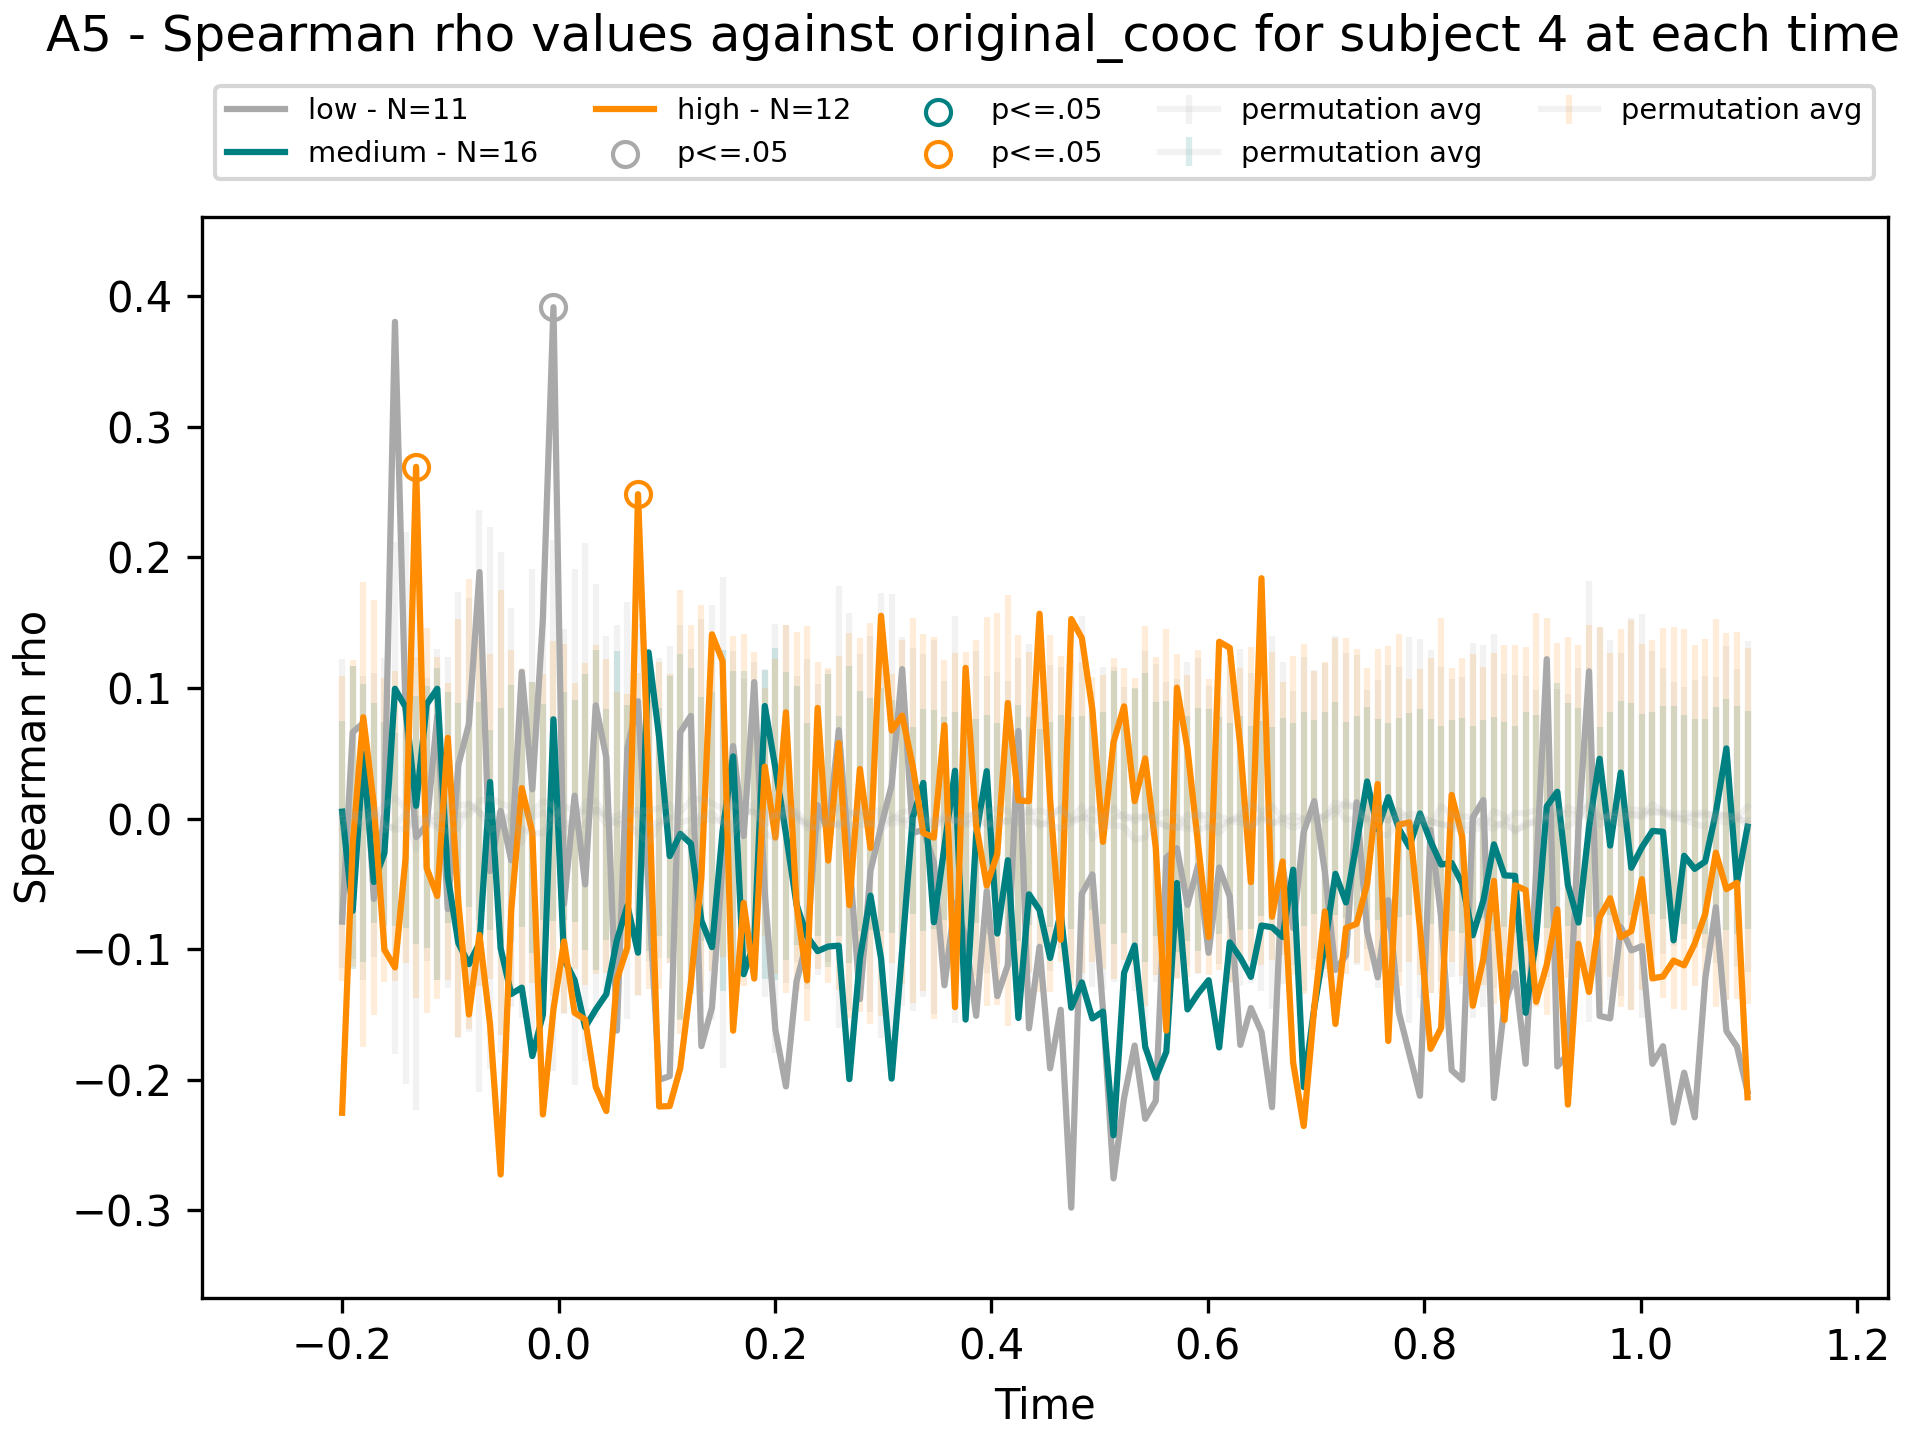 A5 - Spearman rho values against original_cooc for subject 4 at each time
low - N=11 high - N=12 p<=.05 permutation avg permutation avg
medium - N=16 p<=.05 p<=.05 permutation avg
0.4
0.3
0.2
0.1
0.0
−0.1
−0.2
−0.3
Spearman rho
−0.2 0.0 0.2 0.4 0.6 0.8 1.0 1.2
Time